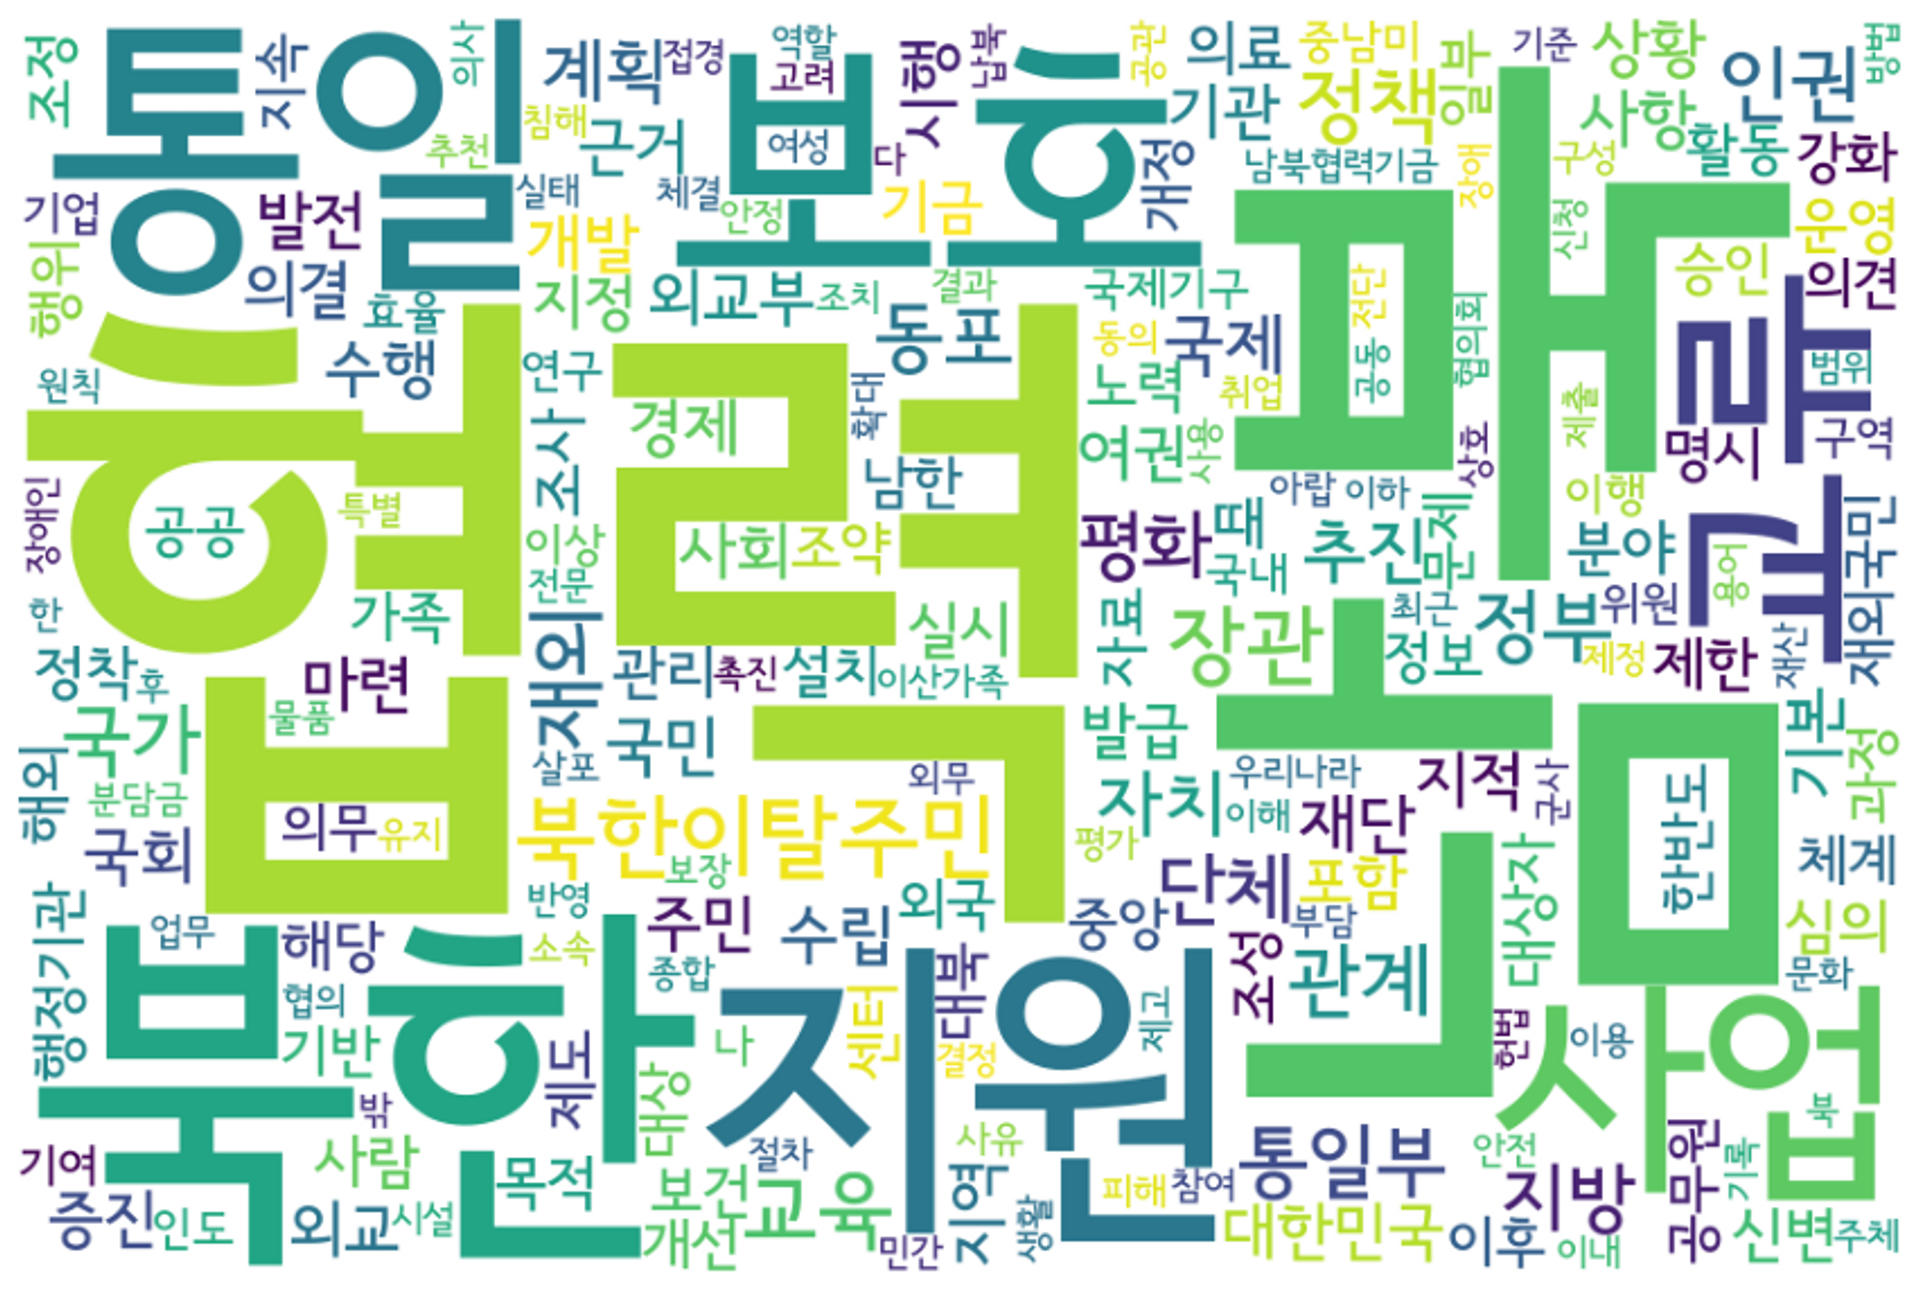 조정
지속
통일
의사
계획
접경
역할
고려
시행
남북
공관
의료
중남미
일부
기준
상황
인권
방법
추천
침해
근거
보호
여성
다
기관
정책
사항
활동
강화
기업
발전
실태
체결
안정
기금
개정
남북협력기금
장애
구성
신청
운영
행위
의결
효율
개발
지정
외교부
조치
결과
국제기구
전단
공동
협의회
승인
의견
원칙
수행
연구
동포
동의
국제
노력
취업
교류
범위
구역
협력
공공
특별
경제
확대
조사
남한
여권
사용
제출
상호
명시
장애인
이상
전문
사회
조약
평화
때
아랍
이하
국내
추진
문제
이행
분야
용어
재외국민
한
가족
재외
실시
자료
장관
최근
정부
위원
정착
후
마련
관리
촉진
설치
이산가족
정보
제정
제한
재산
국가
물품
국민
발급
주민
기본
과정
해외
분담금
살포
외무
우리나라
지적
군사
한반도
국회
의무
유지
북한이탈주민
자치
이해
재단
체계
평가
보장
반영
외국
중앙
단체
포함
부담
대상자
심의
행정기관
업무
해당
소속
주민
수립
대북
조성
관계
문화
북한
협의
종합
지원
센터
제고
헌법
이용
사업
기반
제도
나
결정
밖
대상
사유
절차
안전
북
기여
사람
목적
보건
교육
지역
생활
피해
참여
통일부
지방
공무원
기록
증진
인도
외교
시설
개선
민간
대한민국
이후
이내
신변
주체